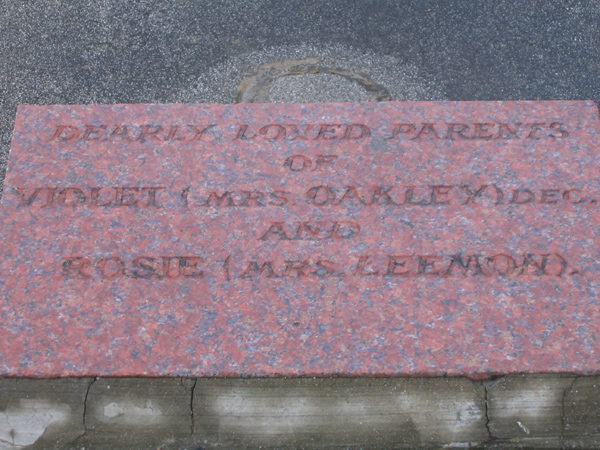 DEARLY LOVED PARENTS
OF
VIOLET (MRS. OAKLEY) DEC.
AND
ROSIE (MRS. LEEMON).